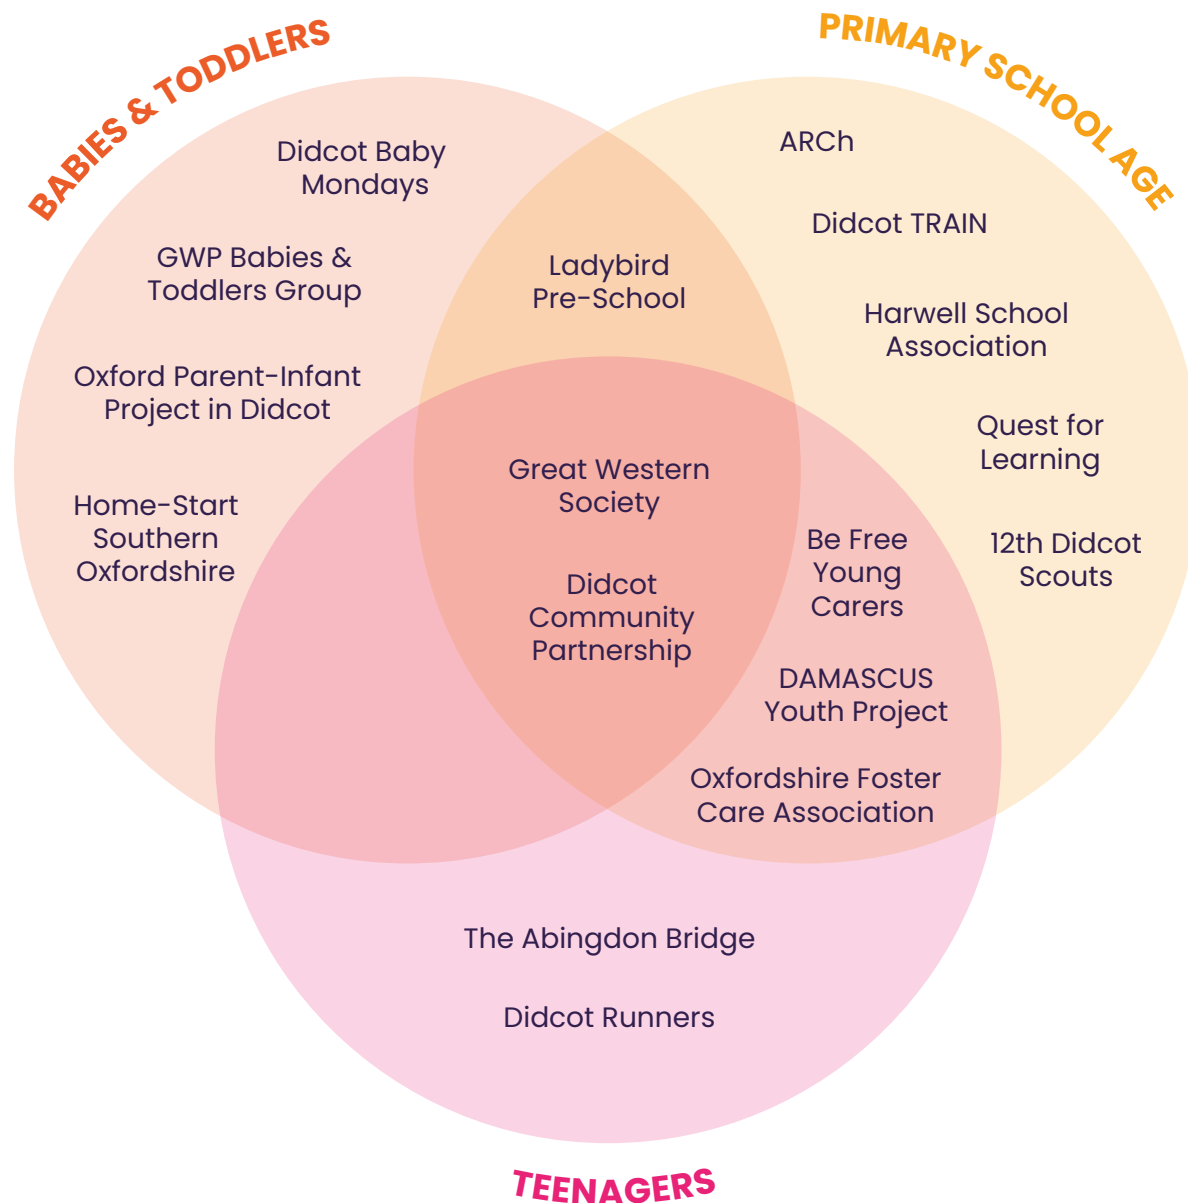 BABIES & TODDLERS
PRIMARY SCHOOL AGE
Didcot Baby
Mondays
GWP Babies &
Toddlers Group
Oxford Parent-Infant
Project in Didcot
Home-Start
Southern
Oxfordshire
Ladybird
Pre-School
ARCh
Didcot TRAIN
Harwell School
Association
Quest for
Learning
12th Didcot
Scouts
Great Western
Society
Didcot
Community
Partnership
Be Free
Young
Carers
DAMASCUS
Youth Project
Oxfordshire Foster
Care Association
The Abingdon Bridge
Didcot Runners
TEENAGERS